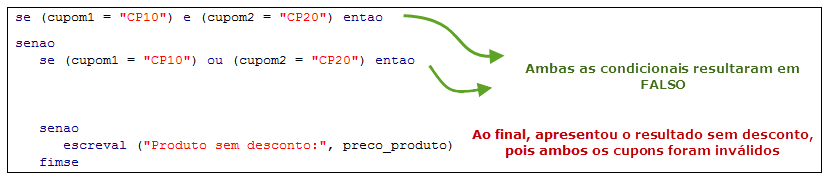 se (cupom1 = "CP10") e (cupom2 = "CP20") entao
senao
se (cupom1 = "CP10") ou (cupom2 = "CP20") entao
Ambas as condicionais resultaram em
FALSO
senao
escreval ("Produto sem desconto:", preco_produto)
fimse
Ao final, apresentou o resultado sem desconto,
pois ambos os cupons foram inválidos